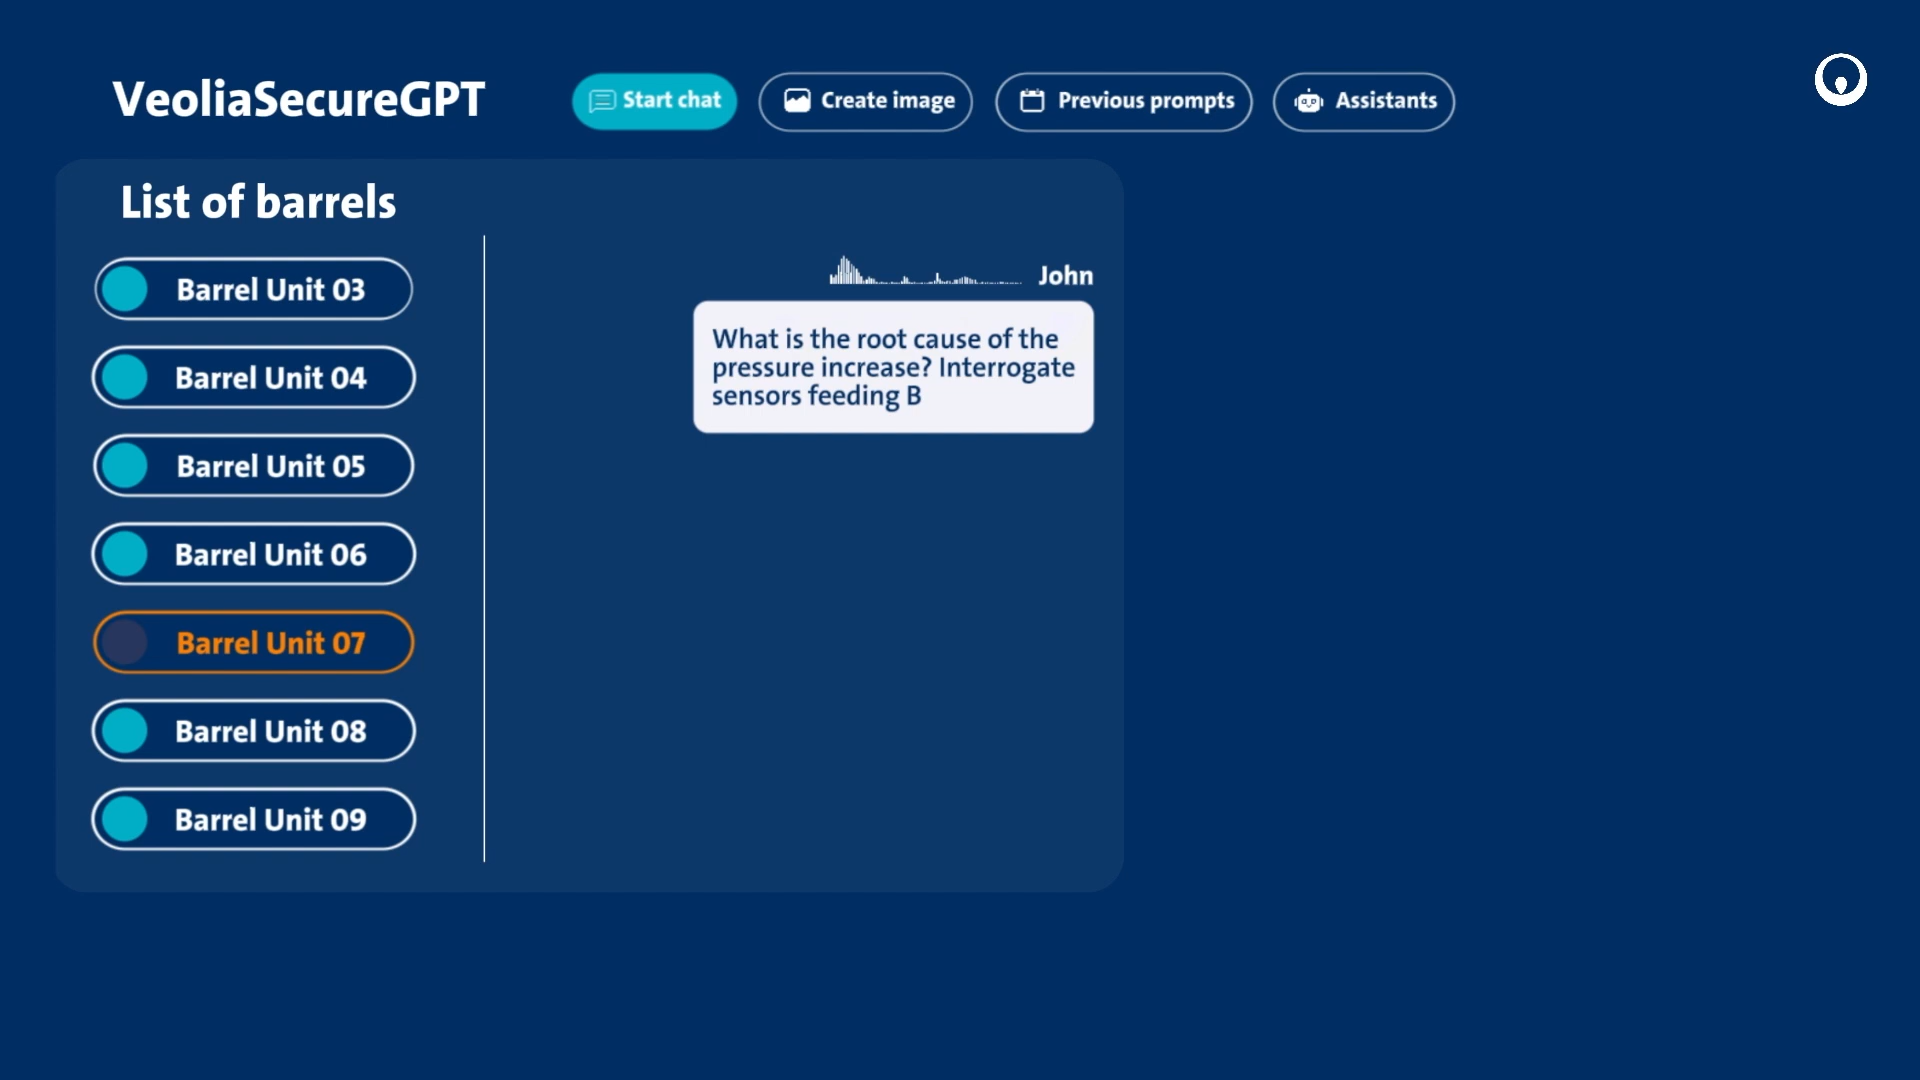 VeoliaSecureGPT
Start chat
Create image
Previous prompts
Assistants
List of barrels
Barrel Unit 03
Barrel Unit 04
Barrel Unit 05
Barrel Unit 06
Barrel Unit 07
Barrel Unit 08
Barrel Unit 09
John
What is the root cause of the
pressure increase? Interrogate
sensors feeding B